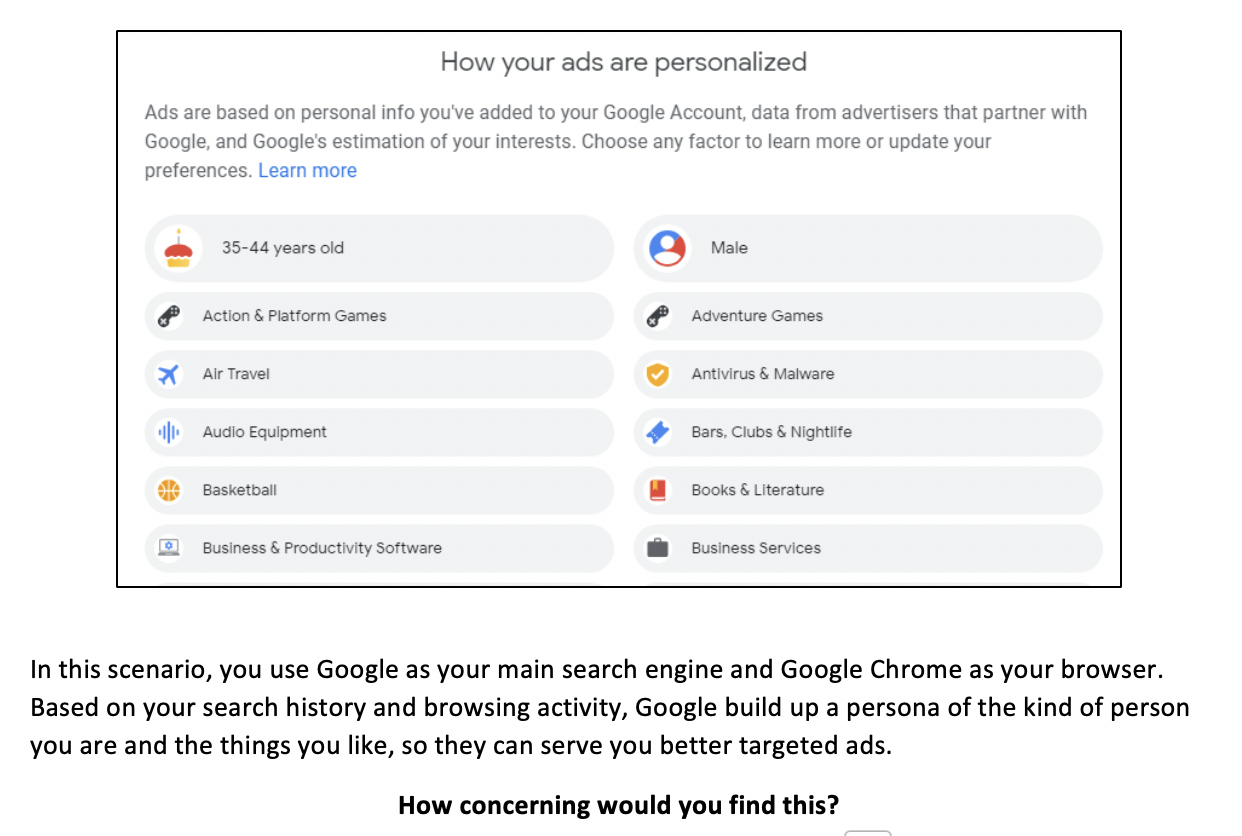 How your ads are personalized
Ads are based on personal info you've added to your Google Account, data from advertisers that partner with
Google, and Google's estimation of your interests. Choose any factor to learn more or update your
preferences. Learn more
35-44 years old
Male
Action & Platform Games
Adventure Games
Air Travel
Antivirus & Malware
Audio Equipment
Bars, Clubs & Nightlife
Basketball
Books & Literature
Business & Productivity Software
Business Services
In this scenario, you use Google as your main search engine and Google Chrome as your browser.
Based on your search history and browsing activity, Google build up a persona of the kind of person
you are and the things you like, so they can serve you better targeted ads.
How concerning would you find this?